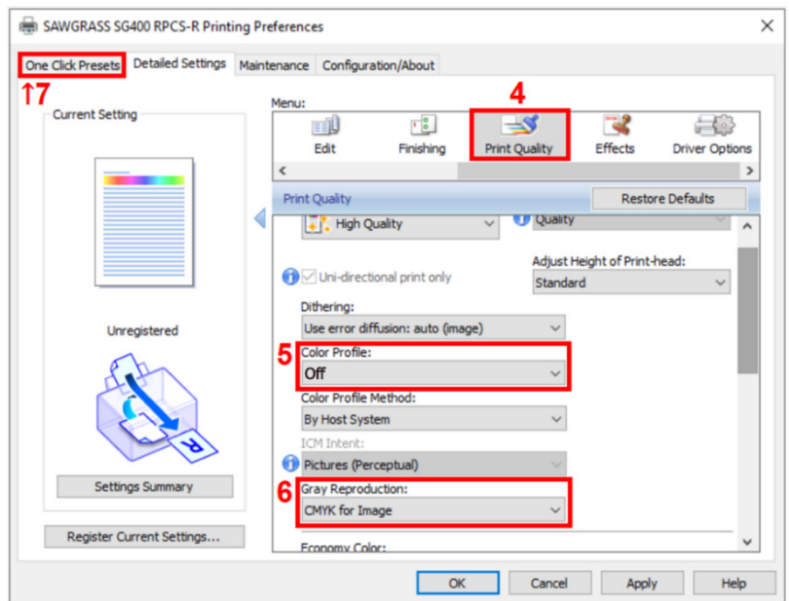 SAWGRASS SG400 RPCS-R Printing Preferences
One Click Presets Detailed Settings Maintenance Configuration/About
↑7
Current Setting
Menu:
4
Edit Finishing Print Quality Effects Driver Options
Print Quality Restore Defaults
High Quality Quality
Uni-directional print only
Adjust Height of Print-head:
Standard
Dithering:
Use error diffusion: auto (image)
Unregistered
5 Color Profile:
Off
Color Profile Method:
By Host System
ICM Intent:
Pictures (Perceptual)
6 Gray Reproduction:
CMYK for Image
Settings Summary
Register Current Settings...
Economy Color:
OK Cancel Apply Help